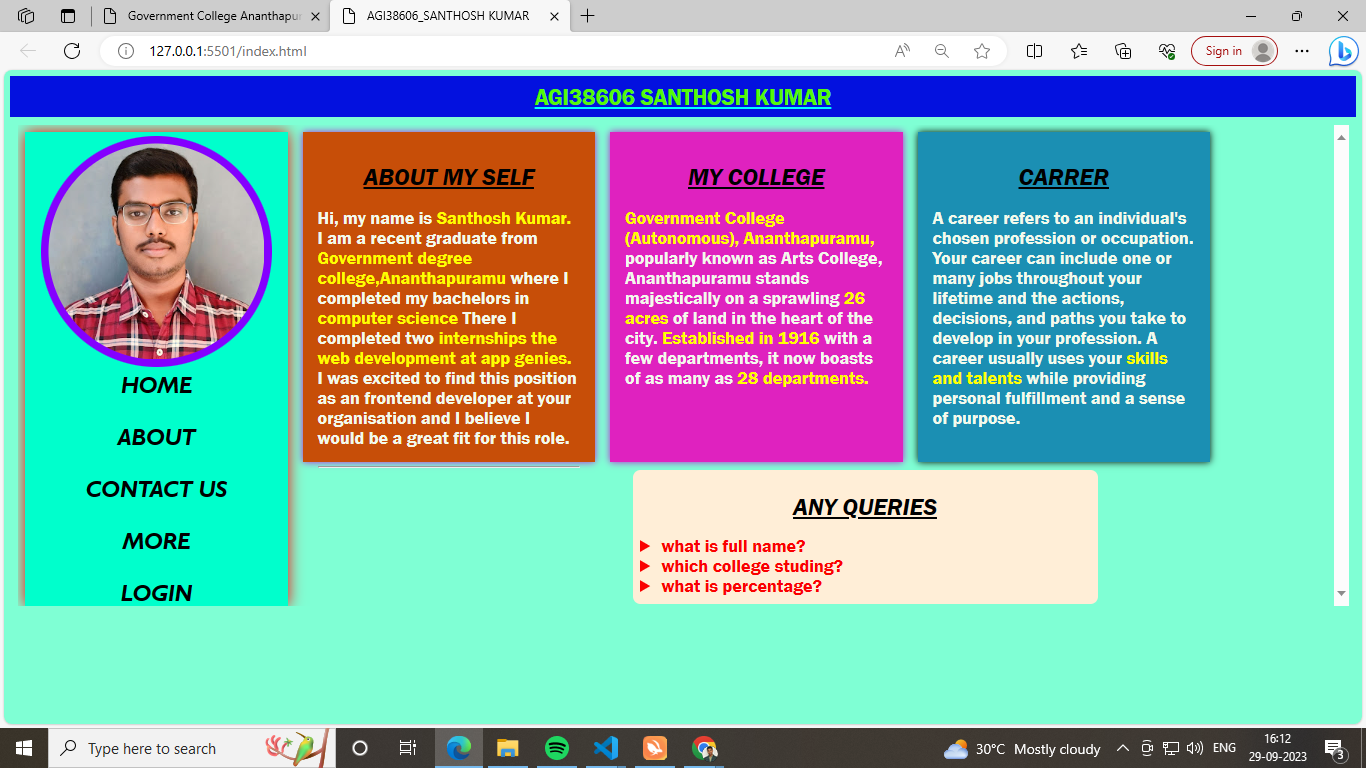 Government College Ananthapur
AGI38606_SANTHOSH KUMAR
127.0.0.1:5501/index.html
Sign in
AGI38606 SANTHOSH KUMAR
HOME
ABOUT
CONTACT US
MORE
LOGIN
ABOUT MY SELF
Hi, my name is Santhosh Kumar.
I am a recent graduate from
Government degree
college,Ananthapuramu where I
completed my bachelors in
computer science There I
completed two internships the
web development at app genies.
I was excited to find this position
as an frontend developer at your
organisation and I believe I
would be a great fit for this role.
MY COLLEGE
Government College
(Autonomous), Ananthapuramu,
popularly known as Arts College,
Ananthapuramu stands
majestically on a sprawling 26
acres of land in the heart of the
city. Established in 1916 with a
few departments, it now boasts
of as many as 28 departments.
CARRER
A career refers to an individual's
chosen profession or occupation.
Your career can include one or
many jobs throughout your
lifetime and the actions,
decisions, and paths you take to
develop in your profession. A
career usually uses your skills
and talents while providing
personal fulfillment and a sense
of purpose.
ANY QUERIES
what is full name?
which college studing?
what is percentage?
Type here to search
30°C Mostly cloudy
ENG
16:12
29-09-2023
3